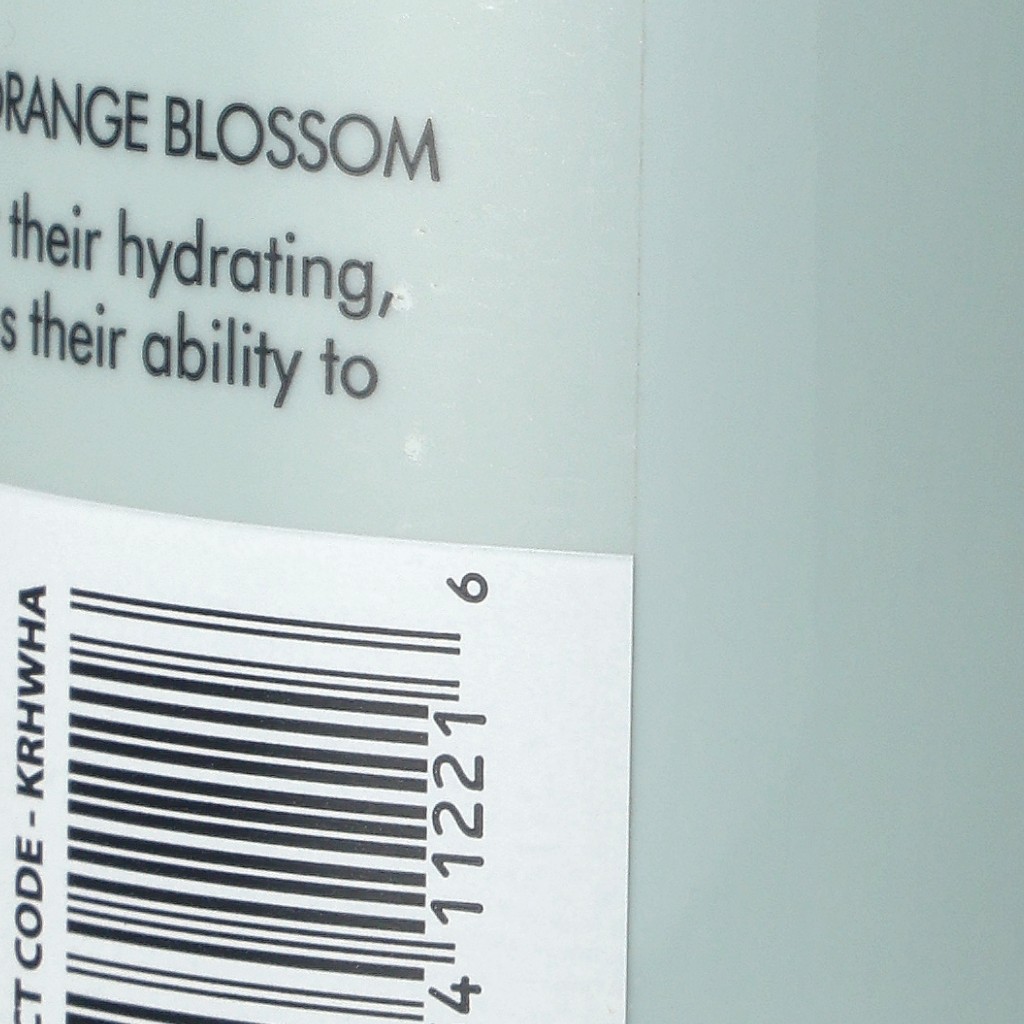 ORANGE BLOSSOM
their hydrating,
s their ability to
CT CODE - KRHWHA
4 11221 6